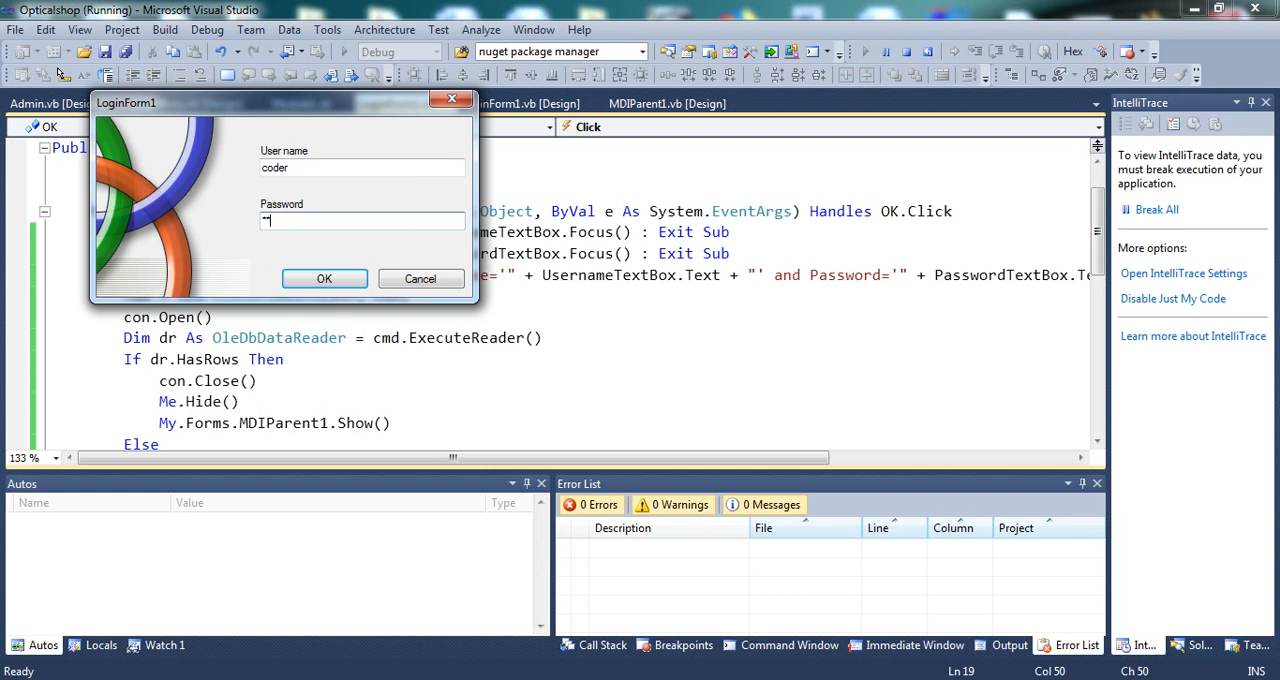 Opticalshop (Running) - Microsoft Visual Studio
File Edit View Project Build Debug Team Data Tools Architecture Test Analyze Window Help
Debug nuget package manager Hex
Admin.vb [Desi
LoginForm1
inForm1.vb [Design] MDIParent1.vb [Design]
OK
Click
Publ
User name
coder
Password
**
OK Cancel
Object, ByVal e As System.EventArgs) Handles OK.Click
meTextBox.Focus() : Exit Sub
rdTextBox.Focus() : Exit Sub
e='" + UsernameTextBox.Text + "' and Password='" + PasswordTextBox.Te
con.Open()
Dim dr As OleDbDataReader = cmd.ExecuteReader()
If dr.HasRows Then
con.Close()
Me.Hide()
My.Forms.MDIParent1.Show()
Else
133 %
IntelliTrace
To view IntelliTrace data, you
must break execution of your
application.
Break All
More options:
Open IntelliTrace Settings
Disable Just My Code
Learn more about IntelliTrace
Autos
Name Value Type
Error List
0 Errors 0 Warnings 0 Messages
Description File Line Column Project
Autos Locals Watch 1
Call Stack Breakpoints Command Window Immediate Window Output Error List
Int... Sol... Tea...
Ready Ln 19 Col 50 Ch 50 INS